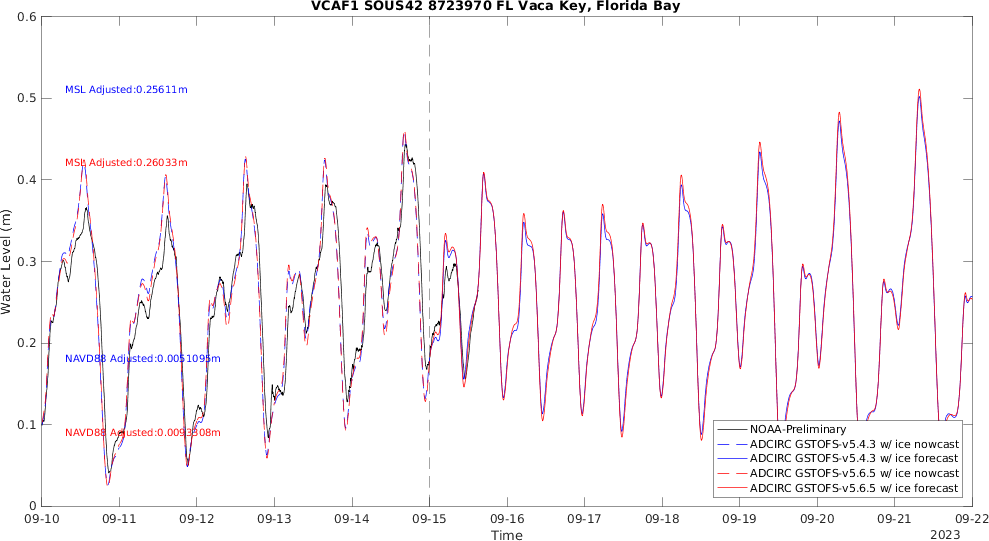 VCAF1 SOUS42 8723970 FL Vaca Key, Florida Bay
0.6
0.5
0.4
0.3
0.2
0.1
0
Water Level (m)
MSL Adjusted:0.25611m
MSL Adjusted:0.26033m
NAVD88 Adjusted:0.0051095m
NAVD88 Adjusted:0.0093308m
NOAA-Preliminary
ADCIRC GSTOFS-v5.4.3 w/ ice nowcast
ADCIRC GSTOFS-v5.4.3 w/ ice forecast
ADCIRC GSTOFS-v5.6.5 w/ ice nowcast
ADCIRC GSTOFS-v5.6.5 w/ ice forecast
09-10 09-11 09-12 09-13 09-14 09-15 09-16 09-17 09-18 09-19 09-20 09-21 09-22
Time
2023